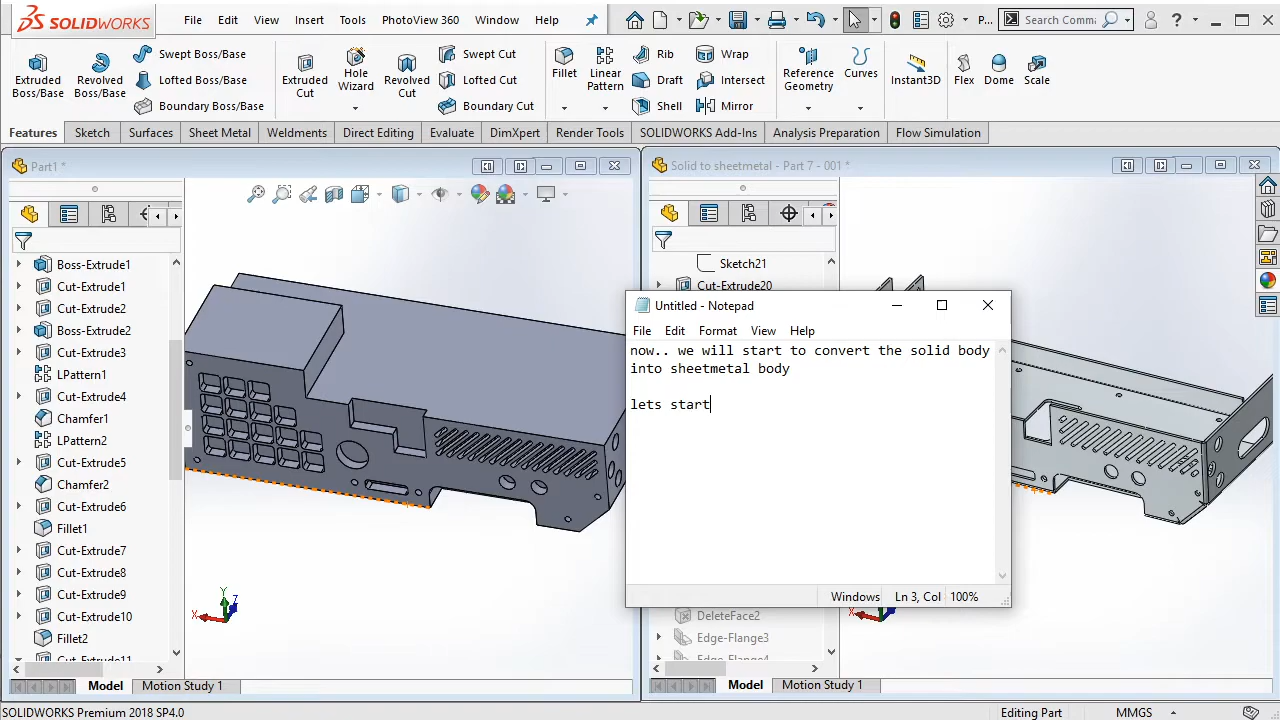 SOLIDWORKS
File Edit View Insert Tools PhotoView 360 Window Help
P...
Search Comma
Extruded Boss/Base
Revolved Boss/Base
Swept Boss/Base
Lofted Boss/Base
Boundary Boss/Base
Extruded Cut
Hole Wizard
Revolved Cut
Swept Cut
Lofted Cut
Boundary Cut
Fillet
Linear Pattern
Rib
Draft
Shell
Wrap
Intersect
Mirror
Reference Geometry
Curves
Instant3D
Flex
Dome
Scale
Features Sketch Surfaces Sheet Metal Weldments Direct Editing Evaluate DimXpert Render Tools SOLIDWORKS Add-Ins Analysis Preparation Flow Simulation
Part1 *
Boss-Extrude1
Cut-Extrude1
Cut-Extrude2
Boss-Extrude2
Cut-Extrude3
LPattern1
Cut-Extrude4
Chamfer1
LPattern2
Cut-Extrude5
Chamfer2
Cut-Extrude6
Fillet1
Cut-Extrude7
Cut-Extrude8
Cut-Extrude9
Cut-Extrude10
Fillet2
Cut-Extrude11
Y
Z
X
Model Motion Study 1
Solid to sheetmetal - Part 7 - 001 *
Sketch21
Cut-Extrude20
Untitled - Notepad
File Edit Format View Help
now.. we will start to convert the solid body
into sheetmetal body
lets start
Windows Ln 3, Col 100%
DeleteFace2
Edge-Flange3
Edge-Flange4
X
Model Motion Study 1
SOLIDWORKS Premium 2018 SP4.0
Editing Part MMGS